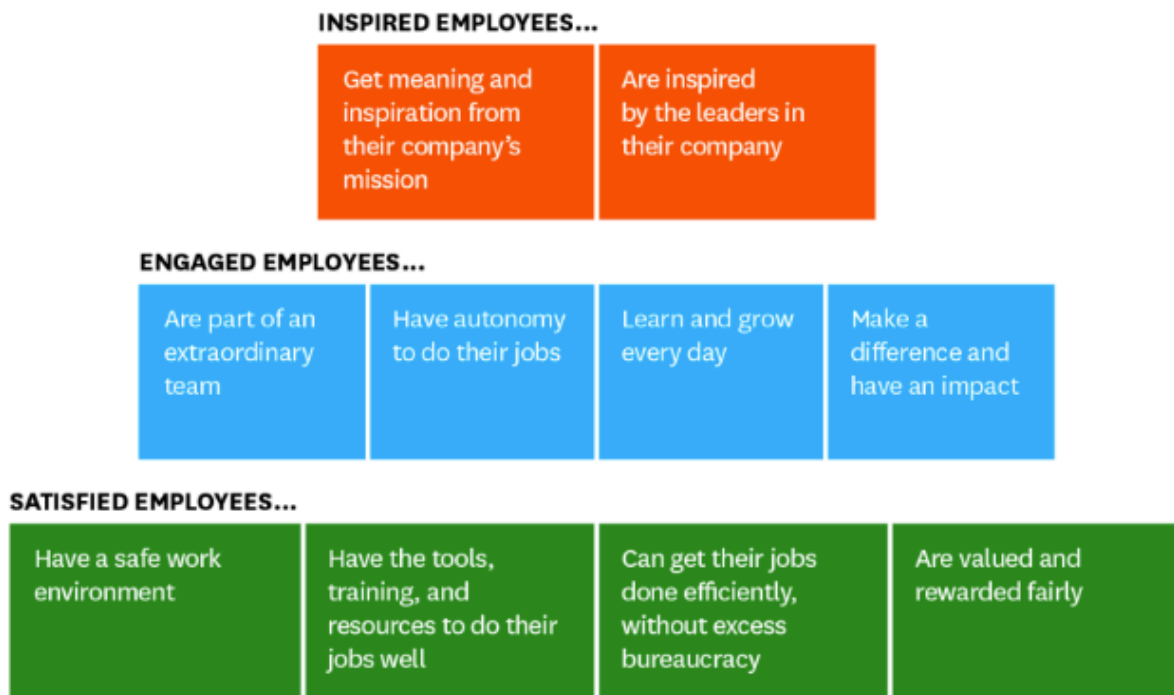 INSPIRED EMPLOYEES...
Get meaning and
inspiration from
their company's
mission
Are inspired
by the leaders in
their company
ENGAGED EMPLOYEES...
Are part of an
extraordinary
team
Have autonomy
to do their jobs
Learn and grow
every day
Make a
difference and
have an impact
SATISFIED EMPLOYEES...
Have a safe work
environment
Have the tools,
training, and
resources to do their
jobs well
Can get their jobs
done efficiently,
without excess
bureaucracy
Are valued and
rewarded fairly